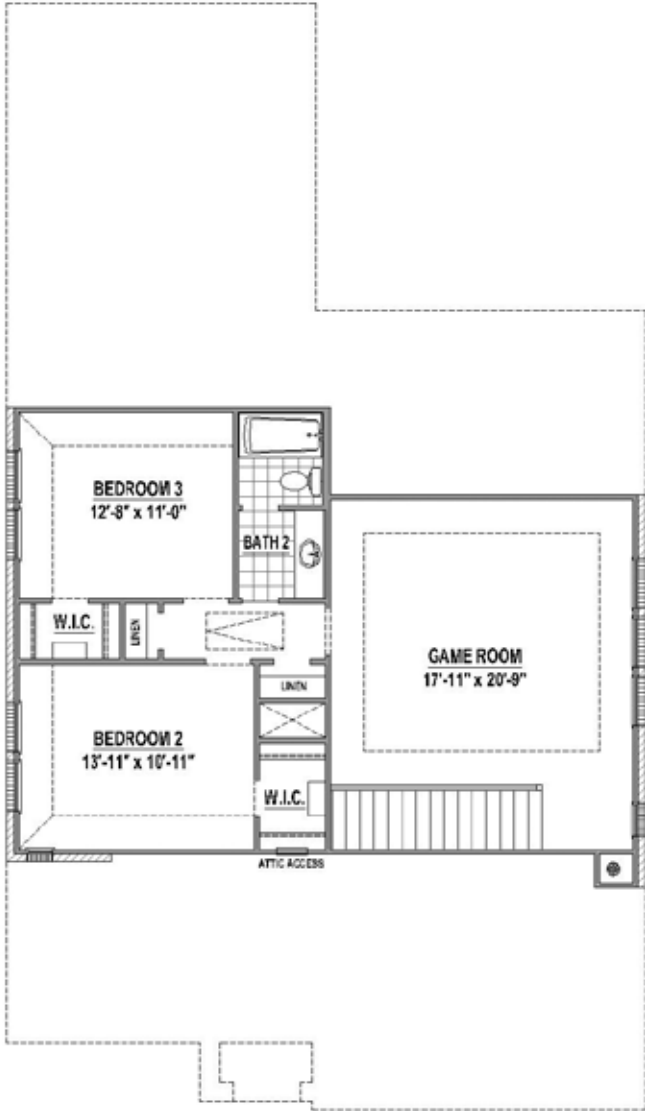 BEDROOM 3
12'-8" x 11'-0"
BATH 2
W.I.C.
LINEN
GAME ROOM
17'-11" x 20'-9"
LINEN
BEDROOM 2
13'-11" x 10'-11"
W.I.C.
ATTIC ACCESS